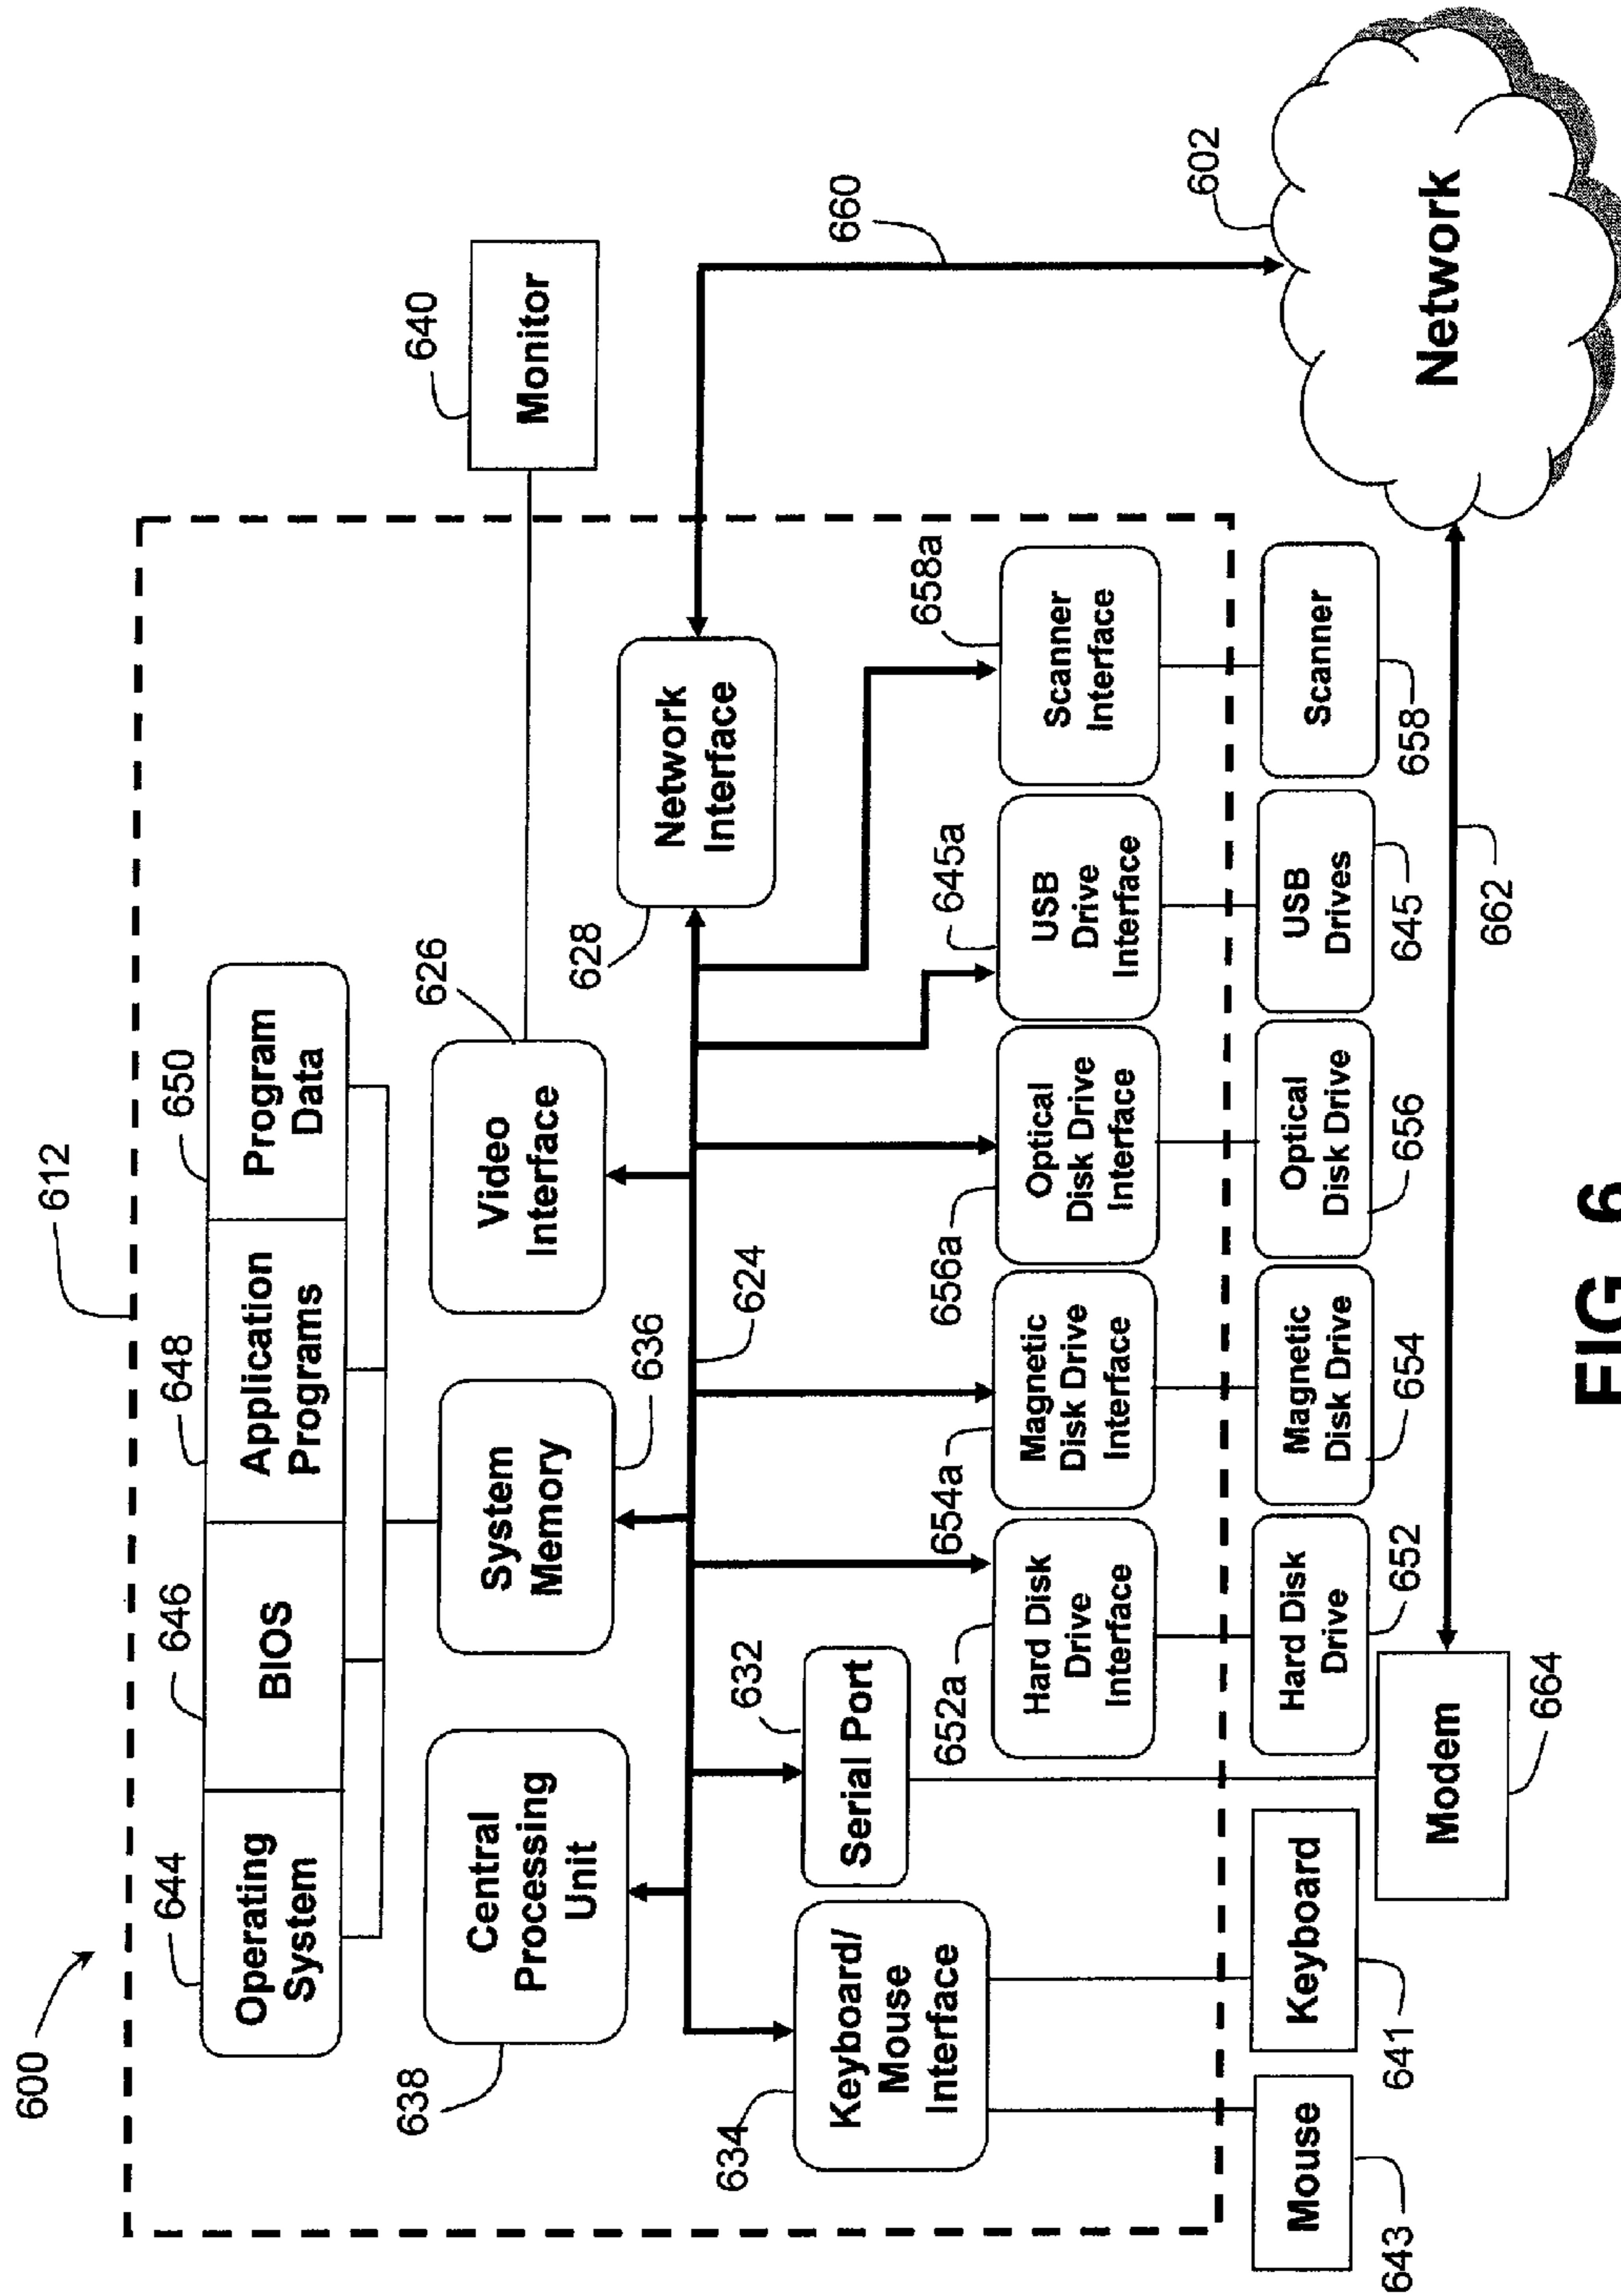 600
612
644
646
648
650
Operating
System
BIOS
Application
Programs
Program
Data
638
Central
Processing
Unit
System
Memory
636
626
Video
Interface
640
Monitor
624
628
Network
Interface
660
634
Keyboard/
Mouse
Interface
632
Serial Port
652a
Hard Disk
Drive
Interface
654a
Magnetic
Disk Drive
Interface
656a
Optical
Disk Drive
Interface
645a
USB
Drive
Interface
658a
Scanner
Interface
602
Network
643
Mouse
641
Keyboard
Hard Disk
Drive
652
Magnetic
Disk Drive
654
Optical
Disk Drive
656
USB
Drives
645
Scanner
658
Modem
664
662
FIG. 6